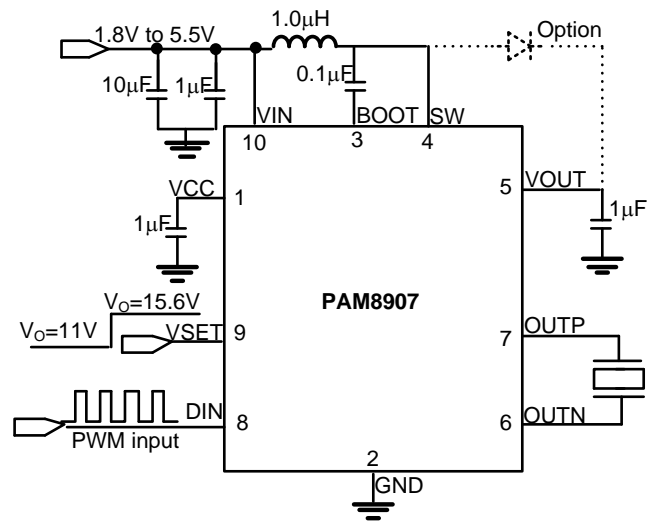 1.8V to 5.5V
1.0μH
Option
10μF
1μF
0.1μF
VIN
BOOT
SW
10
3
4
VCC
1
5
VOUT
1μF
1μF
PAM8907
VO=15.6V
VO=11V
VSET
9
7
OUTP
DIN
8
6
OUTN
PWM input
2
GND